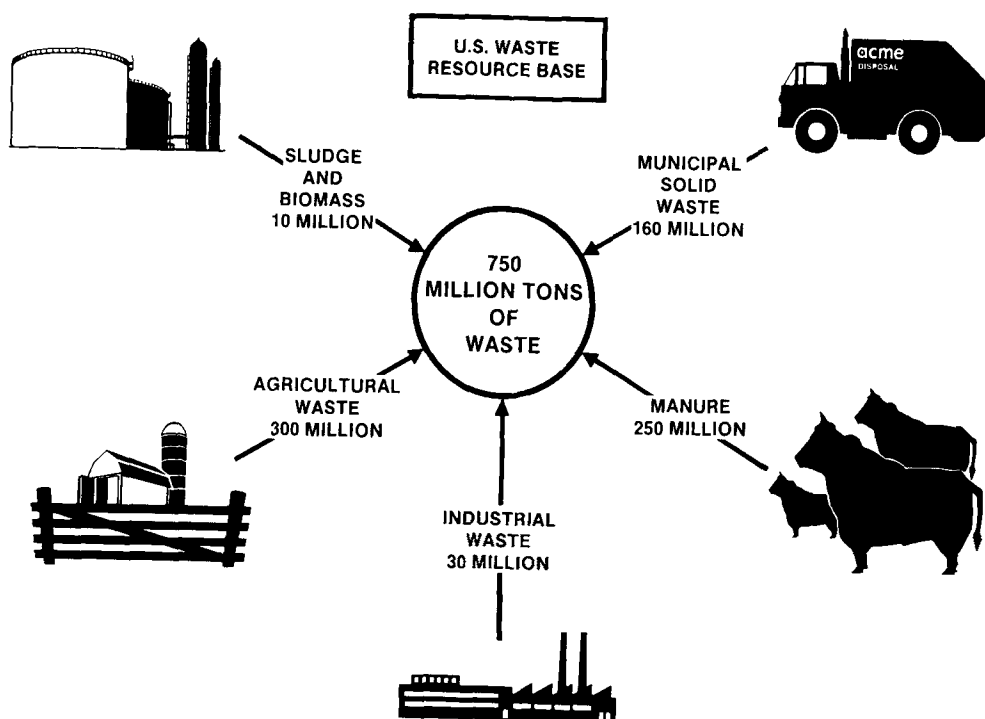 U.S. WASTE
RESOURCE BASE
acme
DISPOSAL
SLUDGE
AND
BIOMASS
10 MILLION
MUNICIPAL
SOLID
WASTE
160 MILLION
750
MILLION TONS
OF
WASTE
AGRICULTURAL
WASTE
300 MILLION
MANURE
250 MILLION
INDUSTRIAL
WASTE
30 MILLION